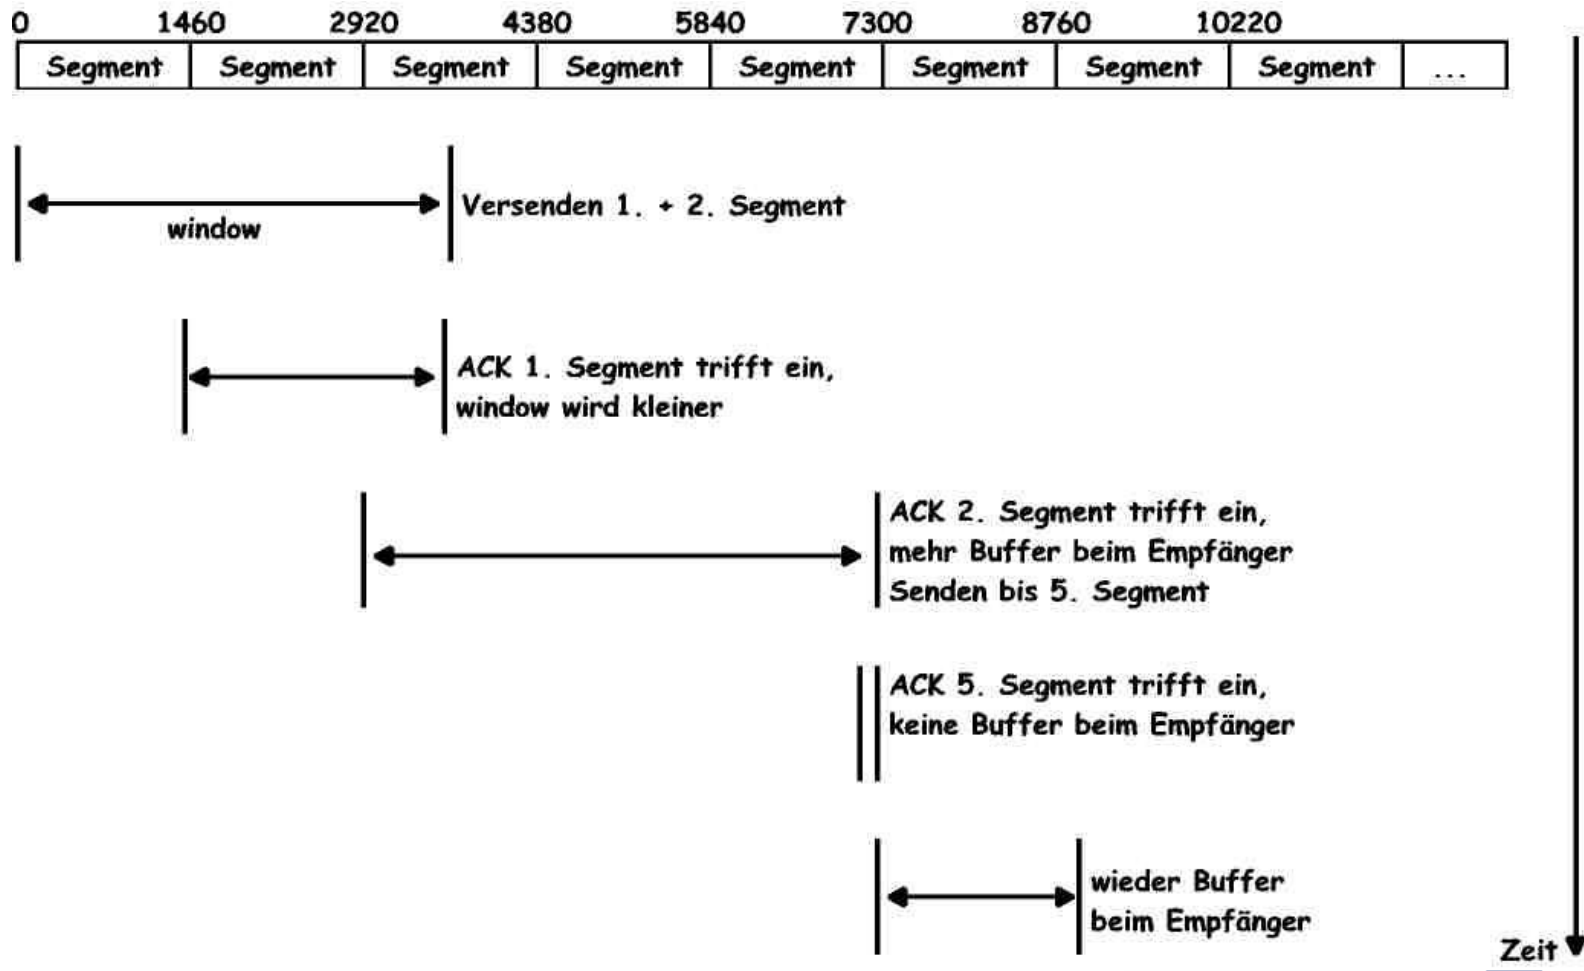 0 1460 2920 4380 5840 7300 8760 10220
Segment Segment Segment Segment Segment Segment Segment Segment ...
Versenden 1. + 2. Segment
window
ACK 1. Segment trifft ein,
window wird kleiner
ACK 2. Segment trifft ein,
mehr Buffer beim Empfänger
Senden bis 5. Segment
ACK 5. Segment trifft ein,
keine Buffer beim Empfänger
wieder Buffer
beim Empfänger
Zeit